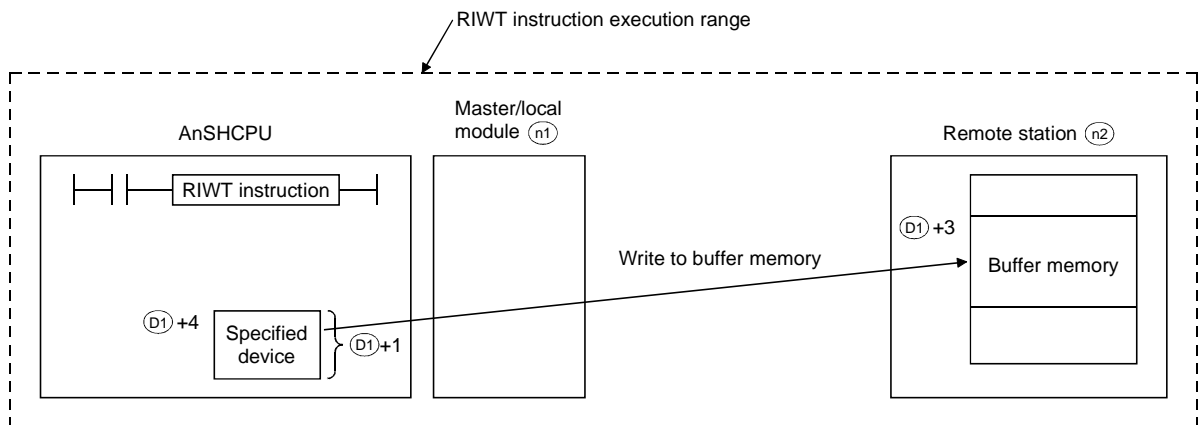 RIWT instruction execution range
Master/local
module n1
AnSHCPU
Remote station n2
RIWT instruction
D1 +3
Write to buffer memory
Buffer memory
D1 +4
Specified
device
D1 +1